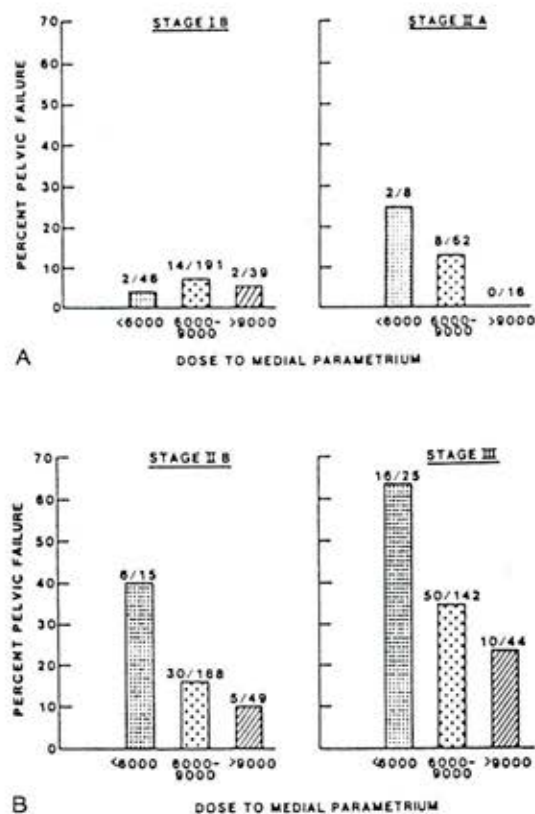 STAGE I B
STAGE II A
PERCENT PELVIC FAILURE
70
60
50
40
30
20
10
0
2/46
14/191
2/39
2/8
8/62
0/16
<6000 6000-9000 >9000
<6000 6000-9000 >9000
A
DOSE TO MEDIAL PARAMETRIUM
STAGE II B
STAGE III
PERCENT PELVIC FAILURE
70
60
50
40
30
20
10
0
6/15
30/188
5/49
16/25
50/142
10/44
<6000 6000-9000 >9000
<6000 6000-9000 >9000
B
DOSE TO MEDIAL PARAMETRIUM